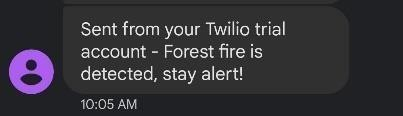 Sent from your Twilio trial
account - Forest fire is
detected, stay alert!
10:05 AM